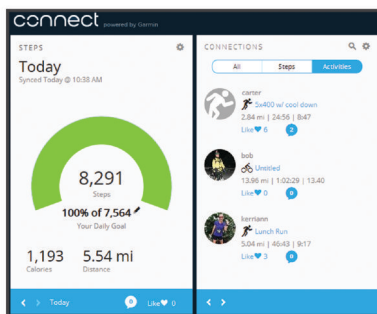 connect powered by Garmin
STEPS
Today
Synced Today @ 10:38 AM
8,291
Steps
100% of 7,564
Your Daily Goal
1,193
Calories
5.54 mi
Distance
Today
0
Like 0
CONNECTIONS
All
Steps
Activities
carter
5x400 w/ cool down
2.84 mi | 24:56 | 8:47
Like 6
2
bob
Untitled
13.86 mi | 1:02:29 | 13.40
Like 0
0
kerriann
Lunch Run
5.04 mi | 46:43 | 9:17
Like 3
0